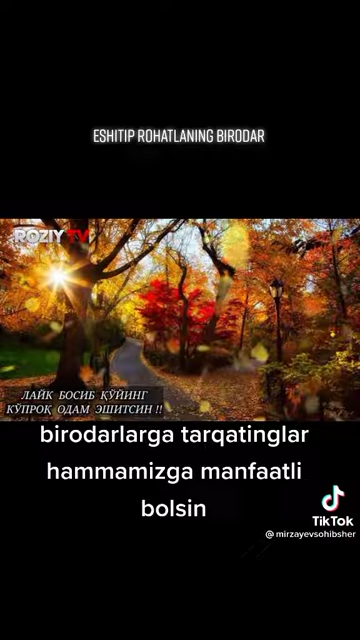 ESHITIP ROHATLANING BIRODAR
ROZIY TV
ЛАЙК БОСИБ ҚЎЙИНГ
КЎПРОҚ ОДАМ ЭШИТСИН !!
birodarlarga tarqatinglar
hammamizga manfaatli
bolsin
TikTok
@ mirzayevsohibsher